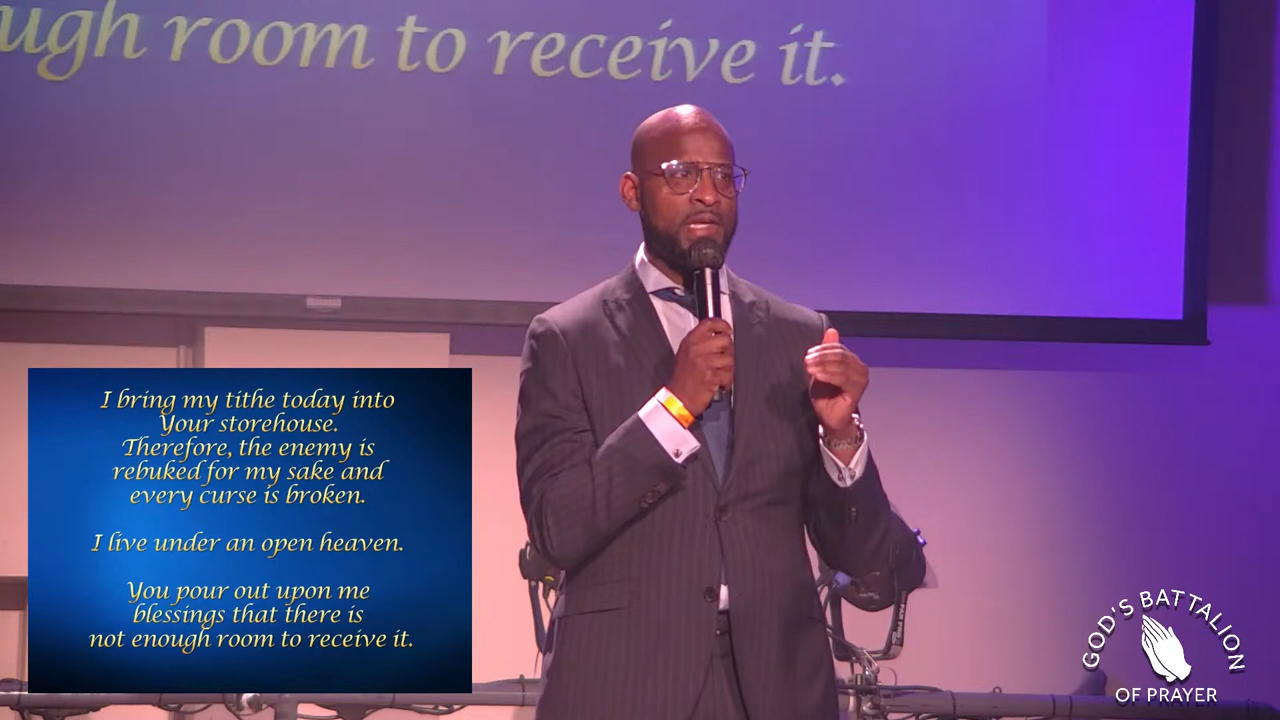 ugh room to receive it.
I bring my tithe today into
Your storehouse.
Therefore, the enemy is
rebuked for my sake and
every curse is broken.
I live under an open heaven.
You pour out upon me
blessings that there is
not enough room to receive it.
GOD'S BATTALION
OF PRAYER